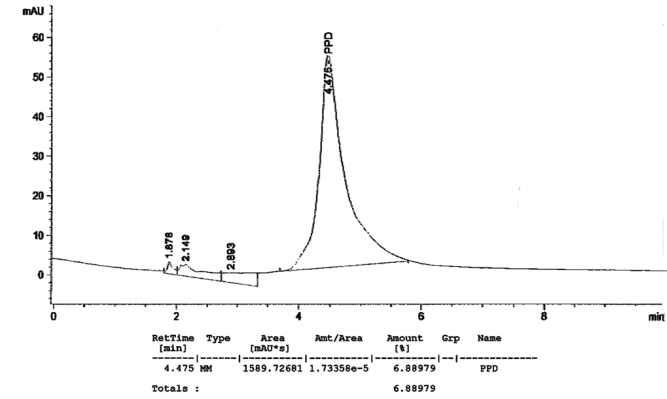 mAU
60
50
40
30
20
10
0
4.475 - PPD
1.878
2.149
2.893
0 2 4 6 8 min
RetTime Type Area Amt/Area Amount Grp Name
[min] [mAU*s] [%]
4.475 MM 1589.72681 1.73358e-5 6.88979 PPD
Totals : 6.88979